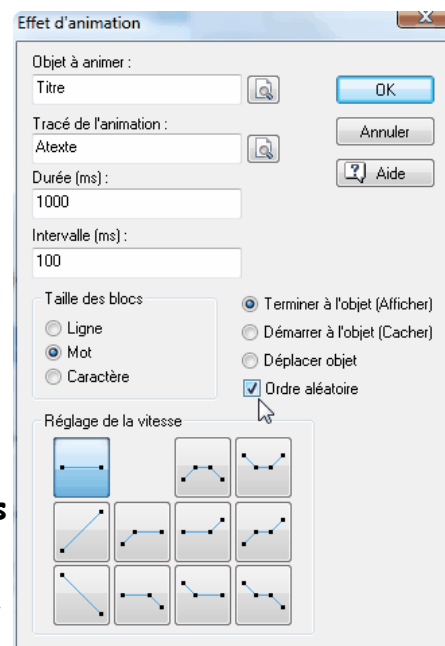 Effet d'animation
Objet à animer :
Titre
OK
Tracé de l'animation :
Annuler
Atexte
Aide
Durée (ms) :
1000
Intervalle (ms) :
100
Taille des blocs
Terminer à l'objet (Afficher)
Ligne
Démarrer à l'objet (Cacher)
Mot
Déplacer objet
Caractère
Ordre aléatoire
Réglage de la vitesse
s